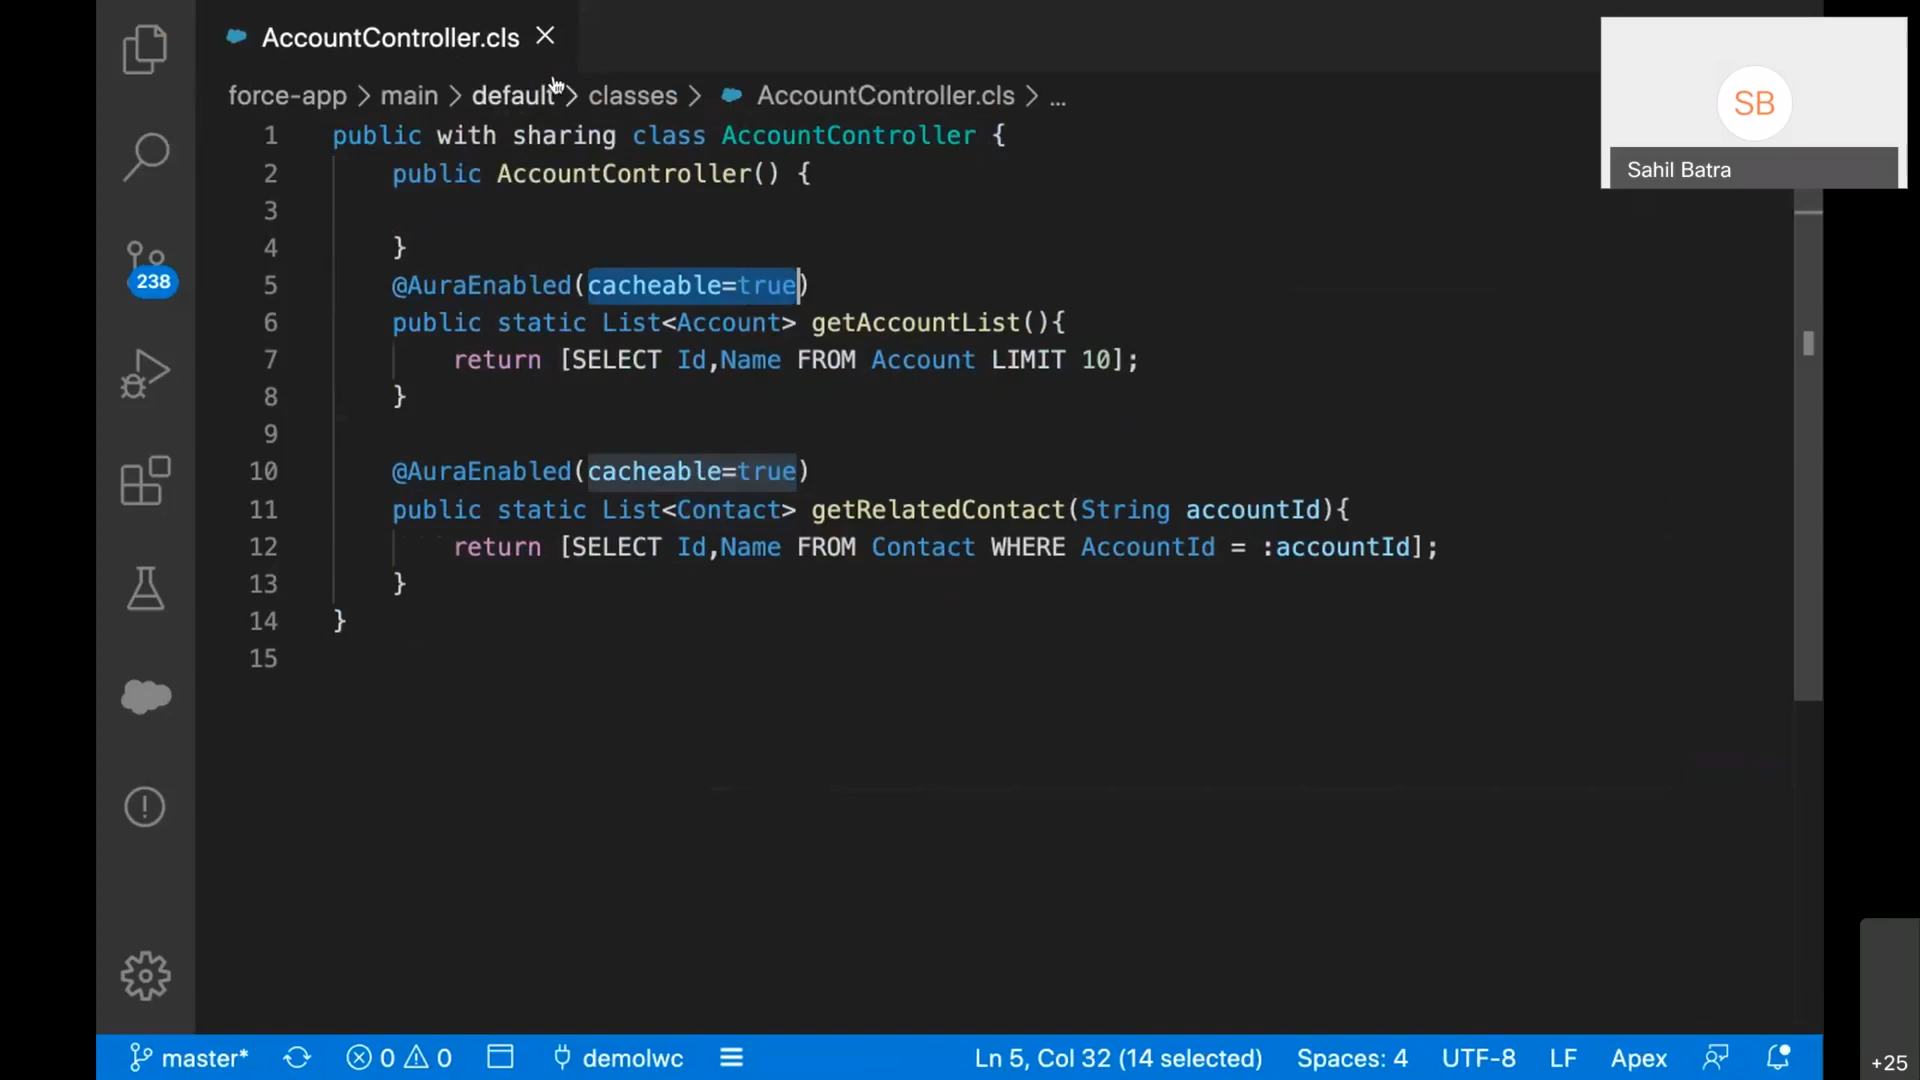 AccountController.cls
force-app > main > default > classes > AccountController.cls > ...
SB
Sahil Batra
1 public with sharing class AccountController {
2 public AccountController() {
3
4 }
238
5 @AuraEnabled(cacheable=true)
6 public static List<Account> getAccountList(){
7 return [SELECT Id,Name FROM Account LIMIT 10];
8 }
9
10 @AuraEnabled(cacheable=true)
11 public static List<Contact> getRelatedContact(String accountId){
12 return [SELECT Id,Name FROM Contact WHERE AccountId = :accountId];
13 }
14 }
15
master* 0 0 demolwc Ln 5, Col 32 (14 selected) Spaces: 4 UTF-8 LF Apex
+25